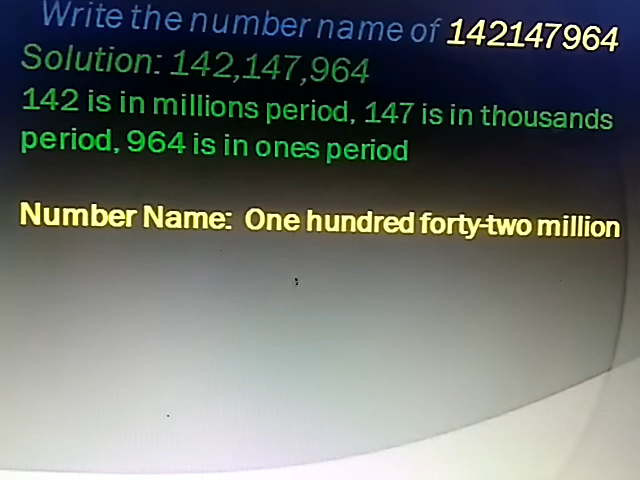 Write the number name of 142147964
Solution: 142,147,964
142 is in millions period, 147 is in thousands
period, 964 is in ones period
Number Name: One hundred forty-two million